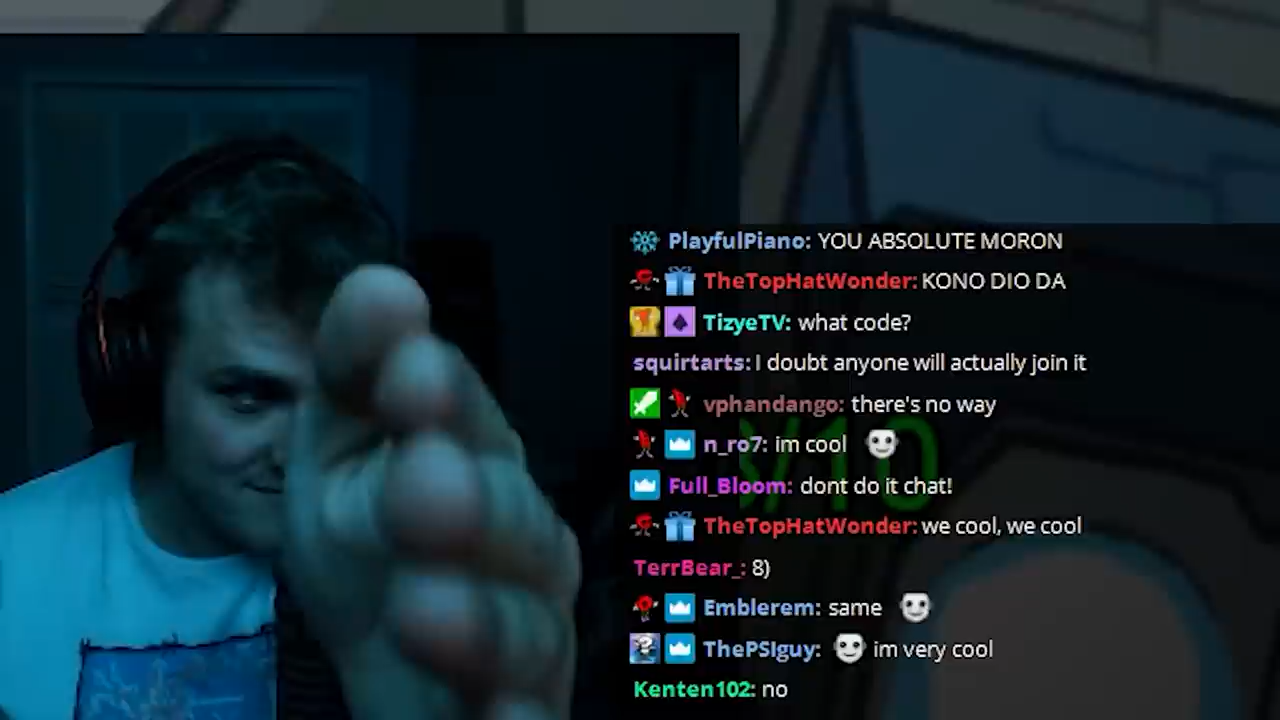 PlayfulPiano: YOU ABSOLUTE MORON
TheTopHatWonder: KONO DIO DA
TizyeTV: what code?
squirtarts: I doubt anyone will actually join it
vphandango: there's no way
n_ro7: im cool
Full_Bloom: dont do it chat!
/10
TheTopHatWonder: we cool, we cool
TerrBear_: 8)
Emblerem: same
ThePSIguy: im very cool
Kenten102: no